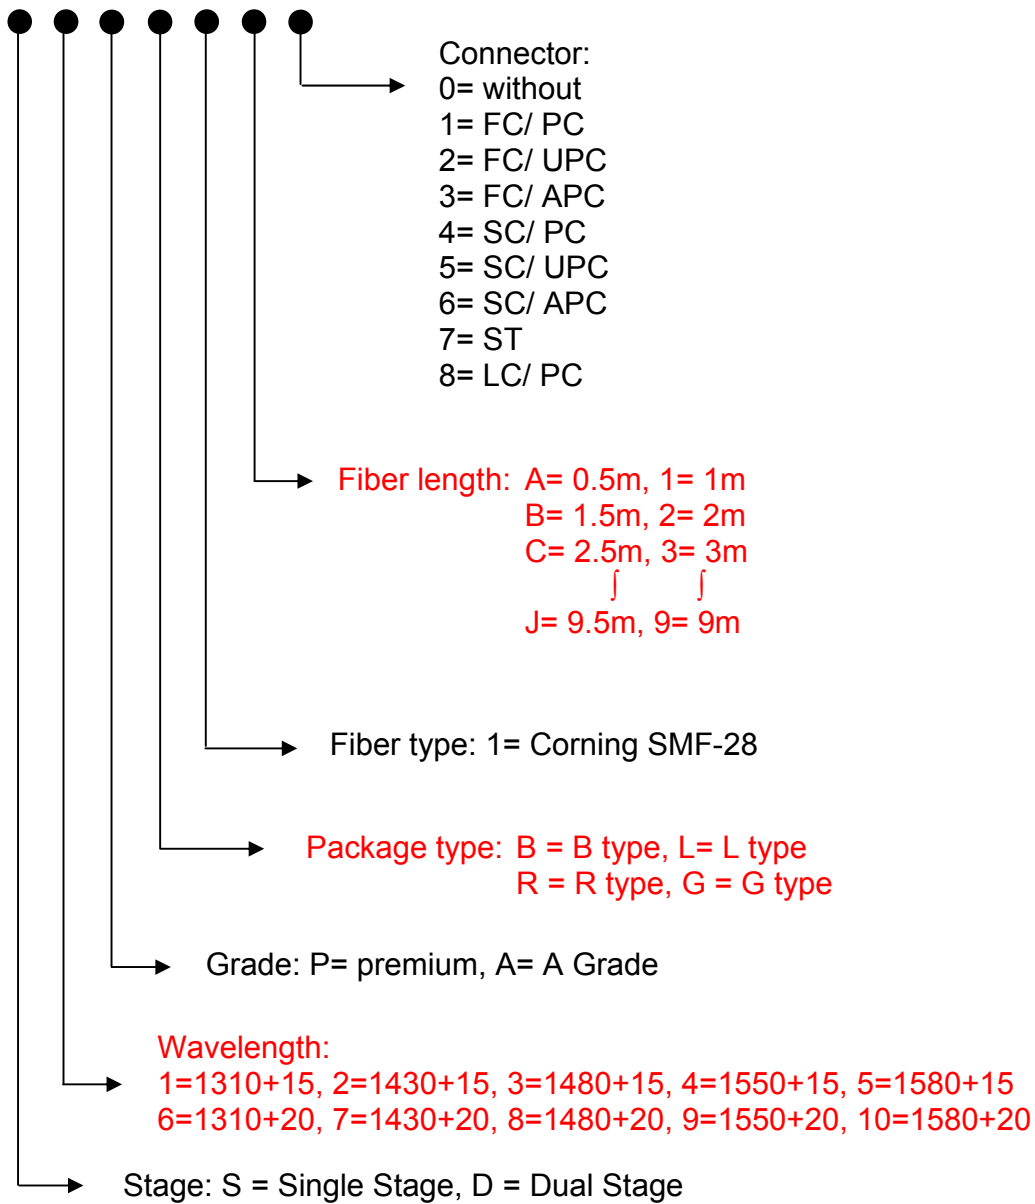 Connector:
0= without
1= FC/ PC
2= FC/ UPC
3= FC/ APC
4= SC/ PC
5= SC/ UPC
6= SC/ APC
7= ST
8= LC/ PC
Fiber length: A= 0.5m, 1= 1m
B= 1.5m, 2= 2m
C= 2.5m, 3= 3m
∫ ∫
J= 9.5m, 9= 9m
Fiber type: 1= Corning SMF-28
Package type: B = B type, L= L type
R = R type, G = G type
Grade: P= premium, A= A Grade
Wavelength:
1=1310+15, 2=1430+15, 3=1480+15, 4=1550+15, 5=1580+15
6=1310+20, 7=1430+20, 8=1480+20, 9=1550+20, 10=1580+20
Stage: S = Single Stage, D = Dual Stage